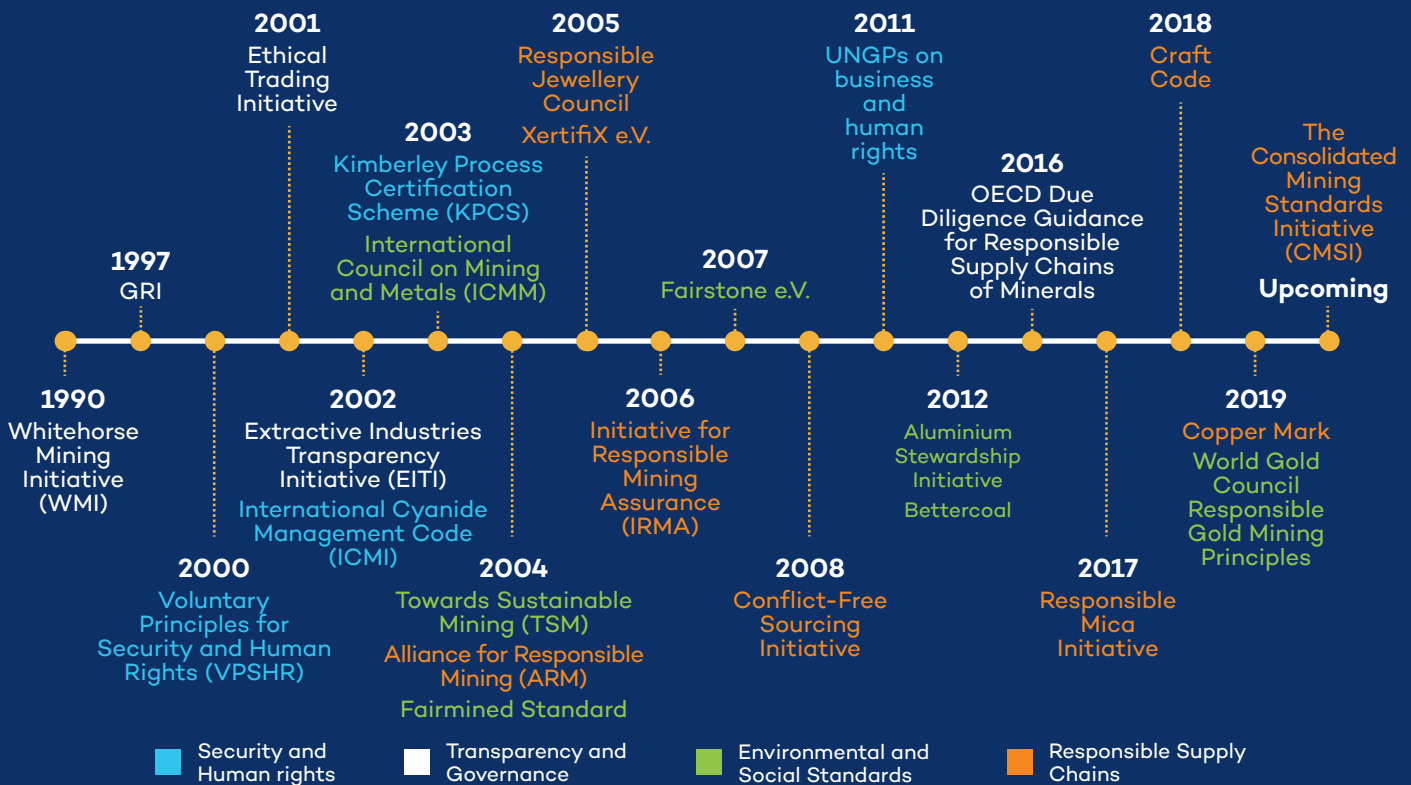 2001
Ethical
Trading
Initiative
2005
Responsible
Jewellery
Council
XertifiX e.V.
2011
UNGPs on
business
and
human
rights
2018
Craft
Code
2003
Kimberley Process
Certification
Scheme (KPCS)
International
Council on Mining
and Metals (ICMM)
2016
OECD Due
Diligence Guidance
for Responsible
Supply Chains
of Minerals
The
Consolidated
Mining
Standards
Initiative
(CMSI)
Upcoming
1997
GRI
2007
Fairstone e.V.
1990
Whitehorse
Mining
Initiative
(WMI)
2002
Extractive Industries
Transparency
Initiative (EITI)
International Cyanide
Management Code
(ICMI)
2006
Initiative for
Responsible
Mining
Assurance
(IRMA)
2012
Aluminium
Stewardship
Initiative
Bettercoal
2019
Copper Mark
World Gold
Council
Responsible
Gold Mining
Principles
2000
Voluntary
Principles for
Security and Human
Rights (VPSHR)
2004
Towards Sustainable
Mining (TSM)
Alliance for Responsible
Mining (ARM)
Fairmined Standard
2008
Conflict-Free
Sourcing
Initiative
2017
Responsible
Mica
Initiative
Security and
Human rights
Transparency and
Governance
Environmental and
Social Standards
Responsible Supply
Chains